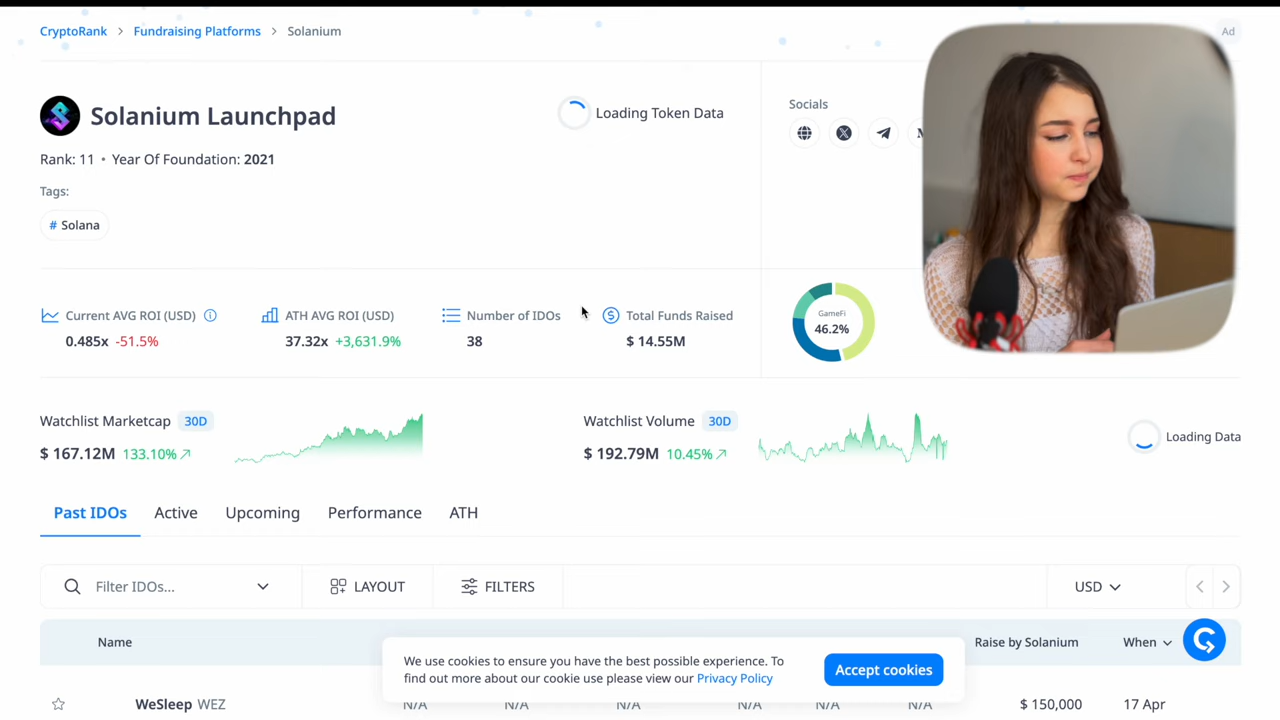 CryptoRank > Fundraising Platforms > Solanium
Ad
Solanium Launchpad
Loading Token Data
Socials
Rank: 11 • Year Of Foundation: 2021
Tags:
# Solana
Current AVG ROI (USD)
ATH AVG ROI (USD)
Number of IDOs
Total Funds Raised
0.485x -51.5%
37.32x +3,631.9%
38
$ 14.55M
GameFi
46.2%
Watchlist Marketcap 30D
Watchlist Volume 30D
$ 167.12M 133.10%
$ 192.79M 10.45%
Loading Data
Past IDOs
Active
Upcoming
Performance
ATH
Filter IDOs...
LAYOUT
FILTERS
USD
Name
Raise by Solanium
When
We use cookies to ensure you have the best possible experience. To
find out more about our cookie use please view our Privacy Policy
Accept cookies
WeSleep WEZ
N/A
N/A
N/A
N/A
N/A
N/A
$ 150,000
17 Apr